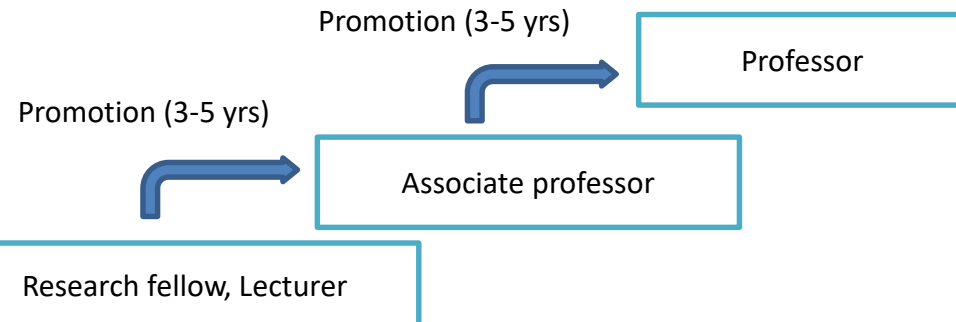 Promotion (3-5 yrs)
Professor
Promotion (3-5 yrs)
Associate professor
Research fellow, Lecturer